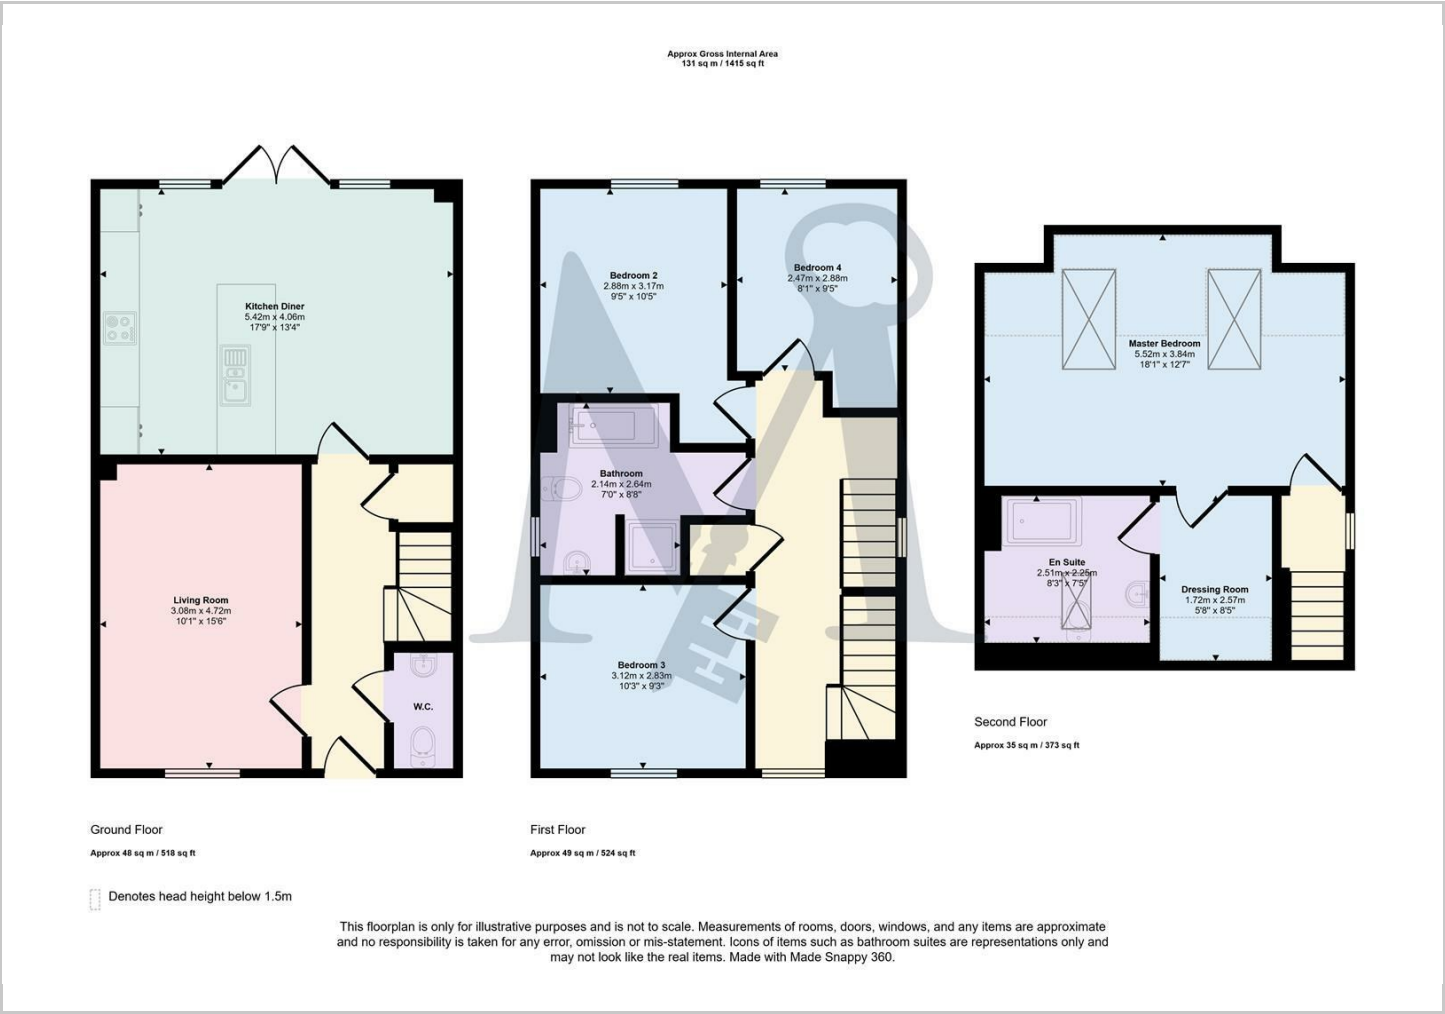 Approx Gross Internal Area
131 sq m / 1415 sq ft
Kitchen Diner
5.42m x 4.06m
17'9" x 13'4"
Living Room
3.08m x 4.72m
10'1" x 15'6"
W.C.
Ground Floor
Approx 48 sq m / 518 sq ft
Bedroom 2
2.88m x 3.17m
9'5" x 10'5"
Bedroom 4
2.47m x 2.88m
8'1" x 9'5"
Bathroom
2.14m x 2.64m
7'0" x 8'8"
Bedroom 3
3.12m x 2.83m
10'3" x 9'3"
First Floor
Approx 49 sq m / 524 sq ft
Master Bedroom
5.52m x 3.84m
18'1" x 12'7"
En Suite
2.51m x 2.25m
8'3" x 7'5"
Dressing Room
1.72m x 2.57m
5'8" x 8'5"
Second Floor
Approx 35 sq m / 373 sq ft
Denotes head height below 1.5m
This floorplan is only for illustrative purposes and is not to scale. Measurements of rooms, doors, windows, and any items are approximate
and no responsibility is taken for any error, omission or mis-statement. Icons of items such as bathroom suites are representations only and
may not look like the real items. Made with Made Snappy 360.